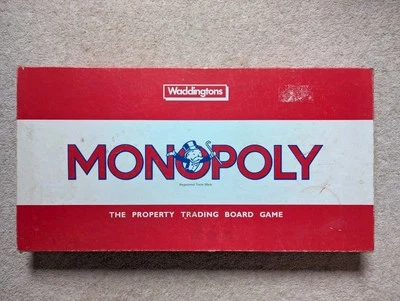 Waddingtons
MONOPOLY
Registered Trade Mark
THE PROPERTY TRADING BOARD GAME